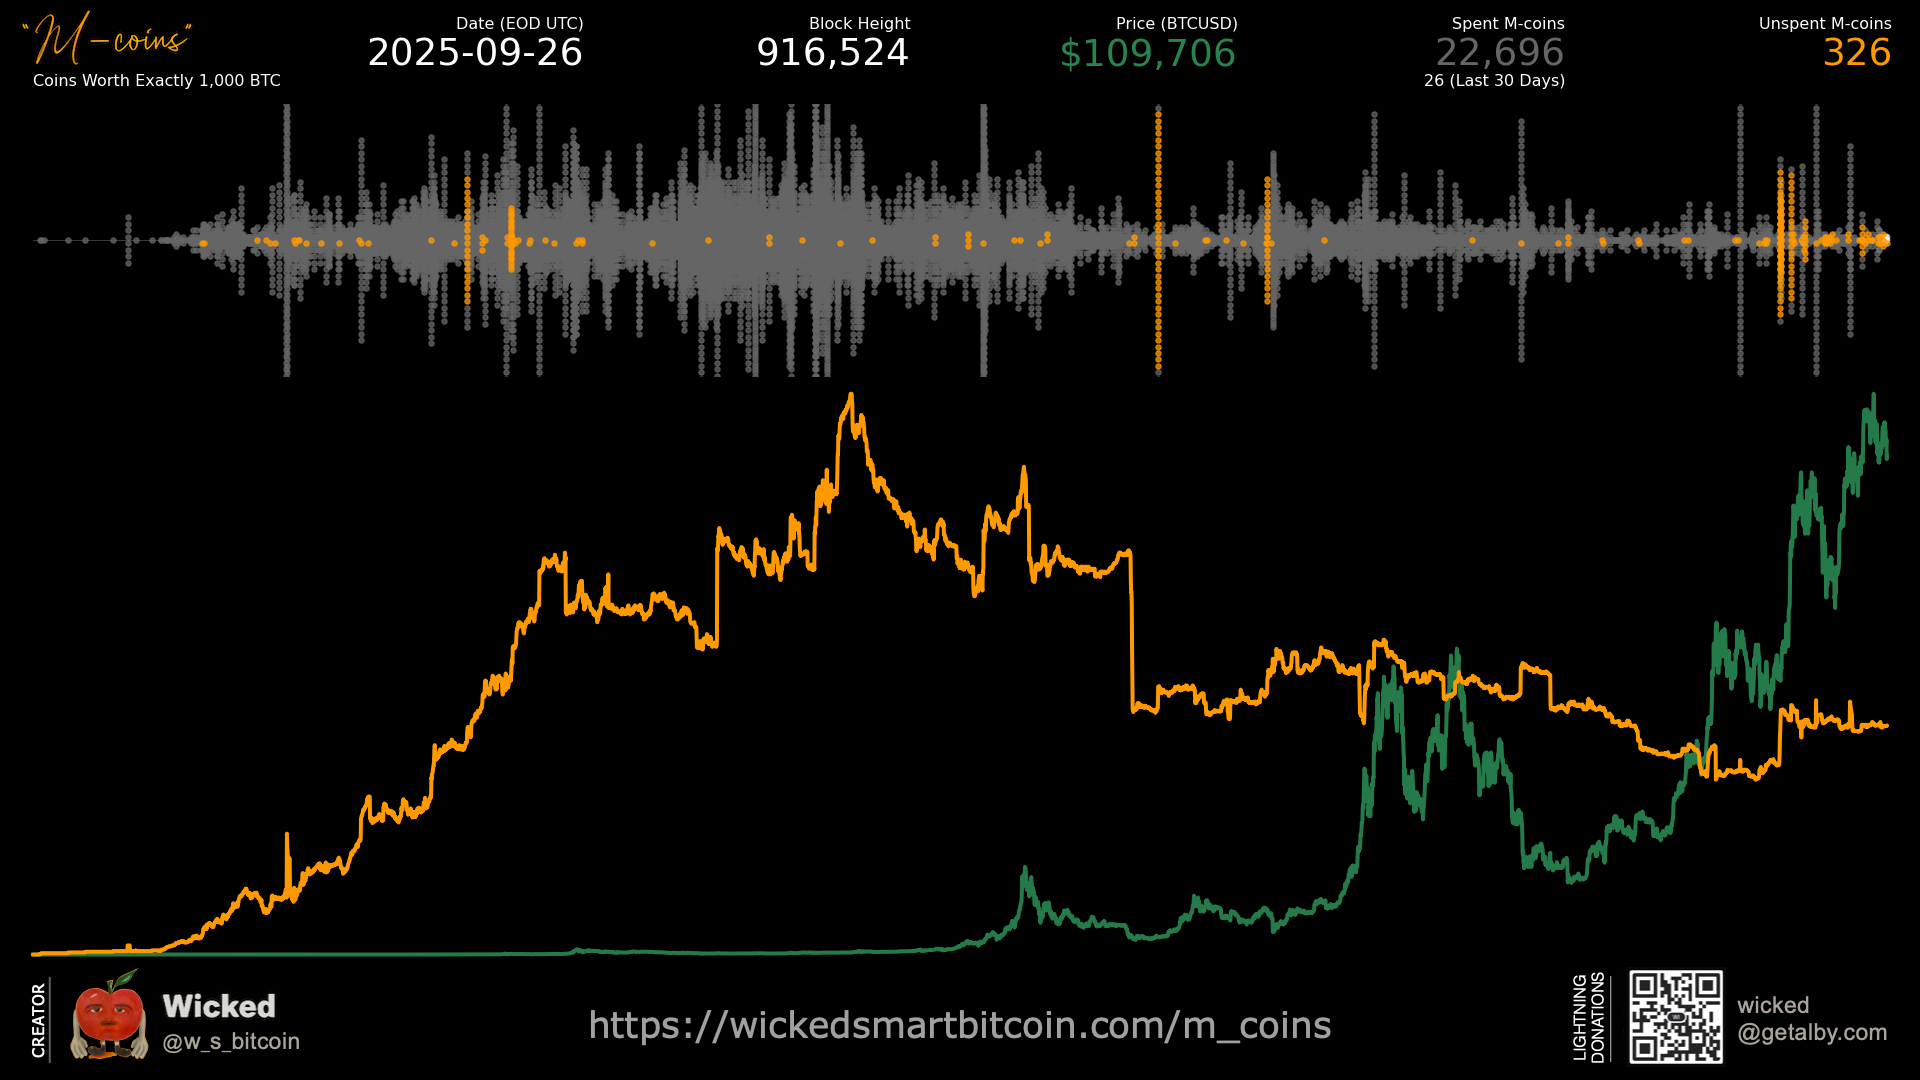 "M-coins"
Coins Worth Exactly 1,000 BTC
Date (EOD UTC)
2025-09-26
Block Height
916,524
Price (BTCUSD)
$109,706
Spent M-coins
22,696
26 (Last 30 Days)
Unspent M-coins
326
CREATOR
Wicked
@w_s_bitcoin
https://wickedsmartbitcoin.com/m_coins
LIGHTNING
DONATIONS
wicked
@getalby.com